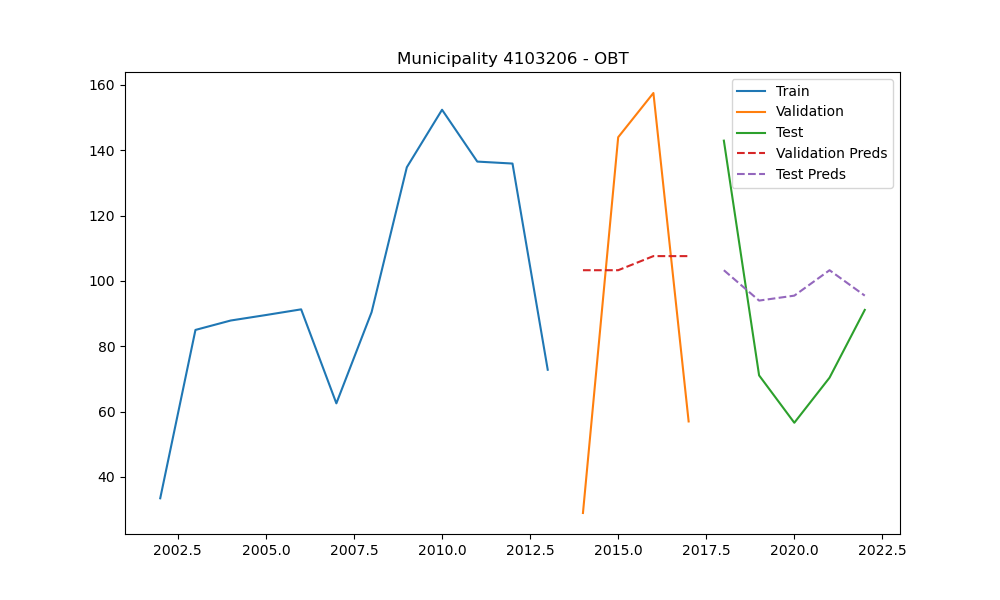 Municipality 4103206 - OBT
Train
Validation
Test
Validation Preds
Test Preds
160
140
120
100
80
60
40
2002.5 2005.0 2007.5 2010.0 2012.5 2015.0 2017.5 2020.0 2022.5